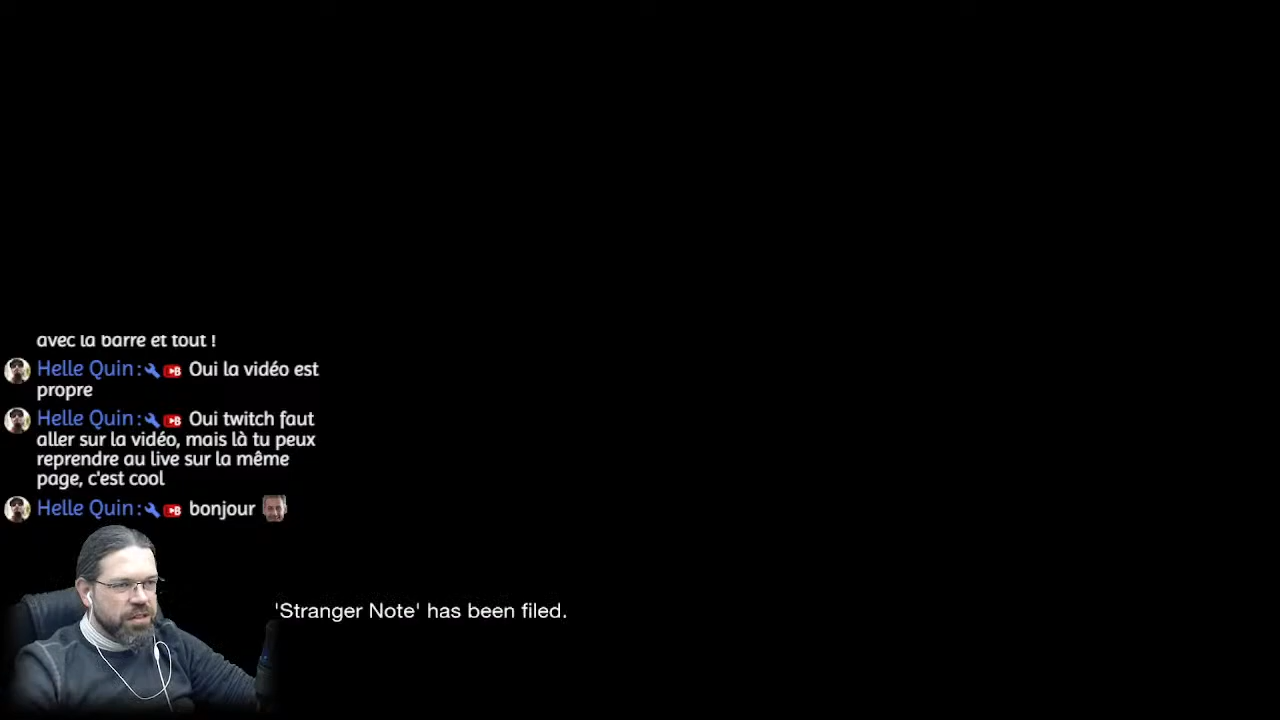 avec la barre et tout !
Helle Quin : Oui la vidéo est
propre
Helle Quin : Oui twitch faut
aller sur la vidéo, mais là tu peux
reprendre au live sur la même
page, c'est cool
Helle Quin : bonjour
'Stranger Note' has been filed.